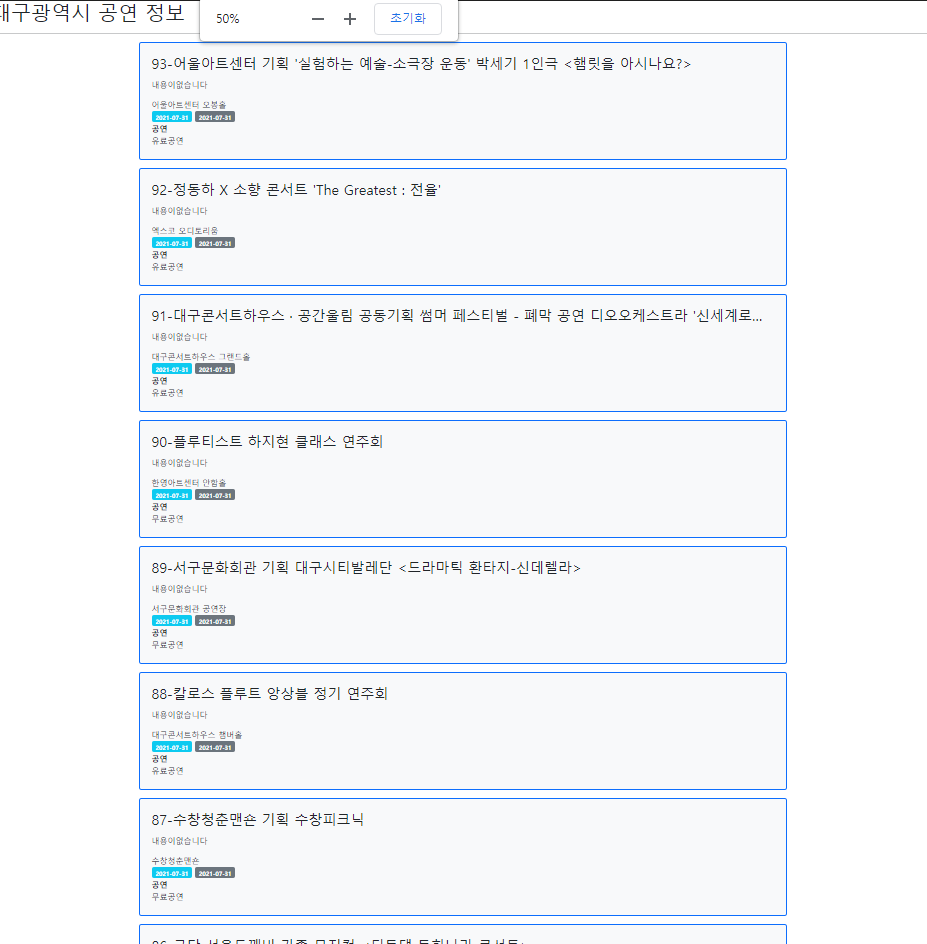 대구광역시 공연 정보
50%
초기화
93-어울아트센터 기획 '실험하는 예술-소극장 운동' 박세기 1인극 <햄릿을 아시나요?>
내용이없습니다
어울아트센터 오봉홀
2021-07-31 2021-07-31
공연
유료공연
92-정동하 X 소향 콘서트 'The Greatest : 전율'
내용이없습니다
엑스코 오디토리움
2021-07-31 2021-07-31
공연
유료공연
91-대구콘서트하우스 · 공간울림 공동기획 썸머 페스티벌 - 폐막 공연 디오오케스트라 '신세계로...
내용이없습니다
대구콘서트하우스 그랜드홀
2021-07-31 2021-07-31
공연
유료공연
90-플루티스트 하지현 클래스 연주회
내용이없습니다
한영아트센터 안암홀
2021-07-31 2021-07-31
공연
무료공연
89-서구문화회관 기획 대구시티발레단 <드라마틱 환타지-신데렐라>
내용이없습니다
서구문화회관 공연장
2021-07-31 2021-07-31
공연
무료공연
88-칼로스 플루트 앙상블 정기 연주회
내용이없습니다
대구콘서트하우스 챔버홀
2021-07-31 2021-07-31
공연
유료공연
87-수창청춘맨숀 기획 수창피크닉
내용이없습니다
수창청춘맨숀
2021-07-31 2021-07-31
공연
무료공연